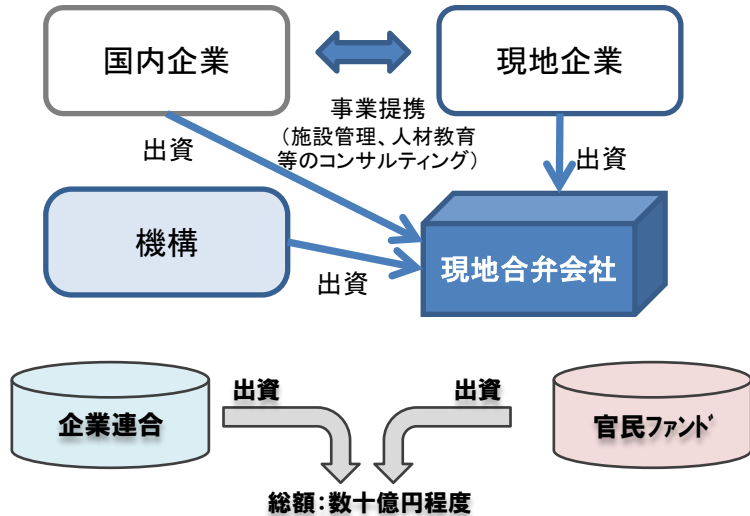 国内企業
現地企業
事業提携
(施設管理、人材教育
等のコンサルティング)
出資
出資
機構
出資
現地合弁会社
出資
出資
企業連合
官民ファンド
総額:数十億円程度